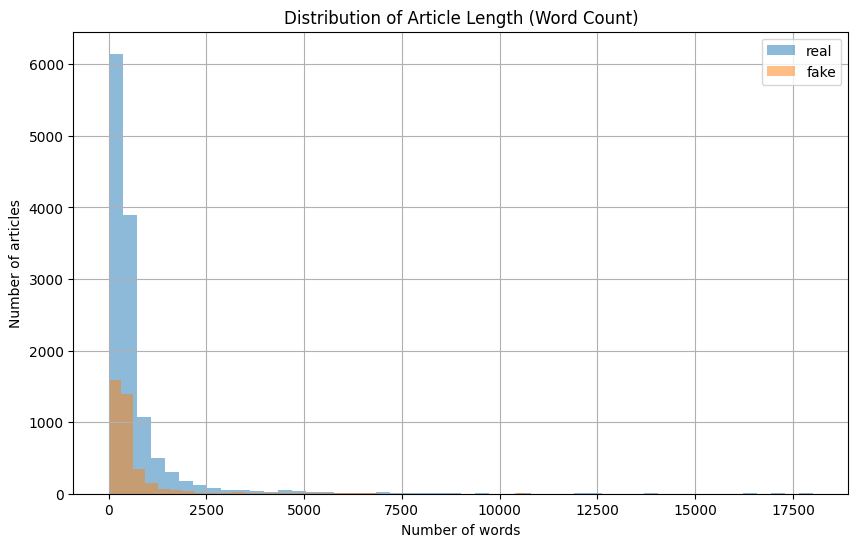 Distribution of Article Length (Word Count)
real
fake
6000
5000
4000
3000
2000
1000
0
Number of articles
0 2500 5000 7500 10000 12500 15000 17500
Number of words